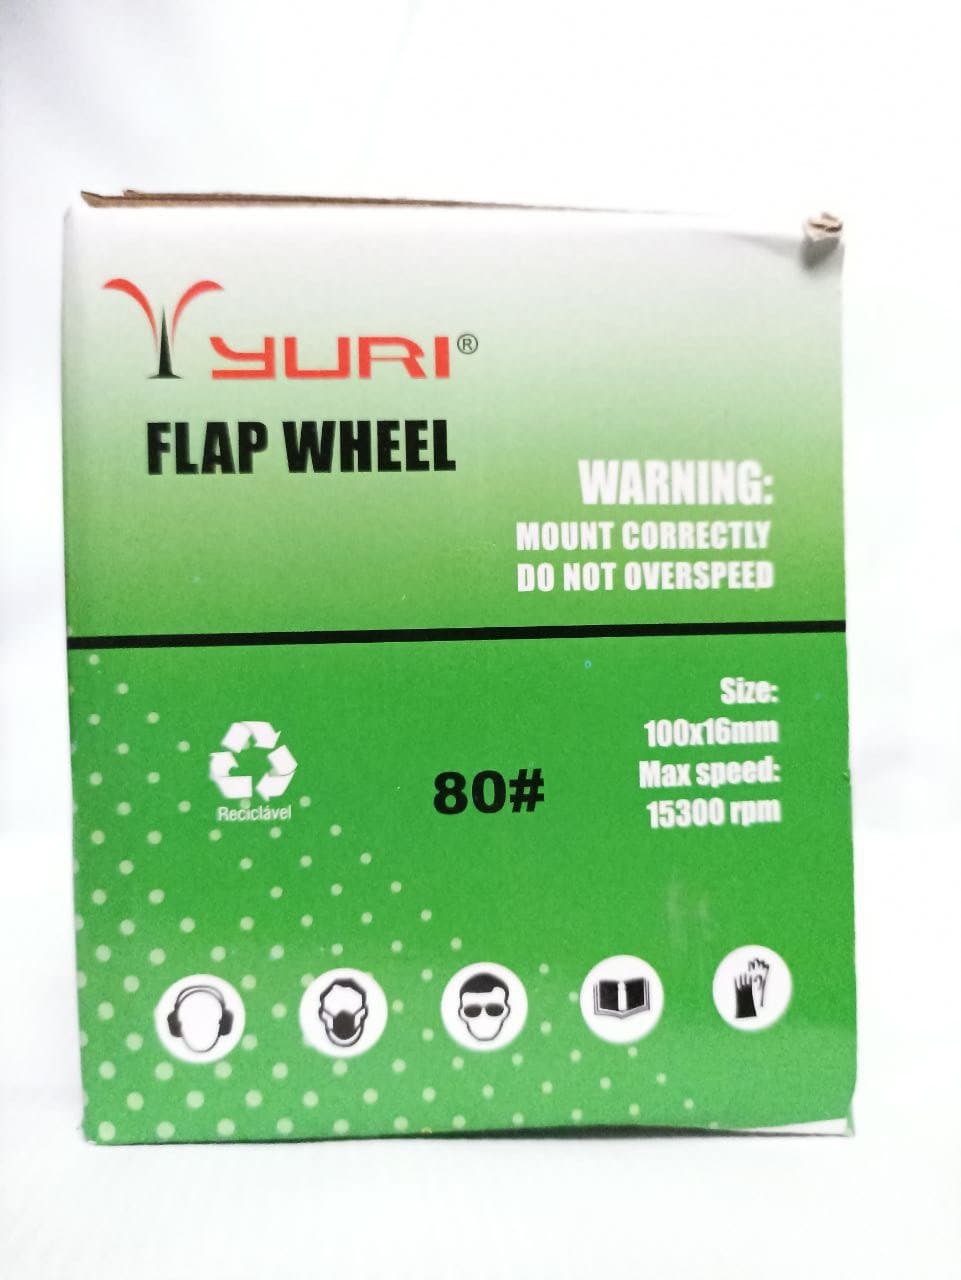 YURI®
FLAP WHEEL
WARNING:
MOUNT CORRECTLY
DO NOT OVERSPEED
Size:
100x16mm
Max speed:
15300 rpm
80#
Reciclável